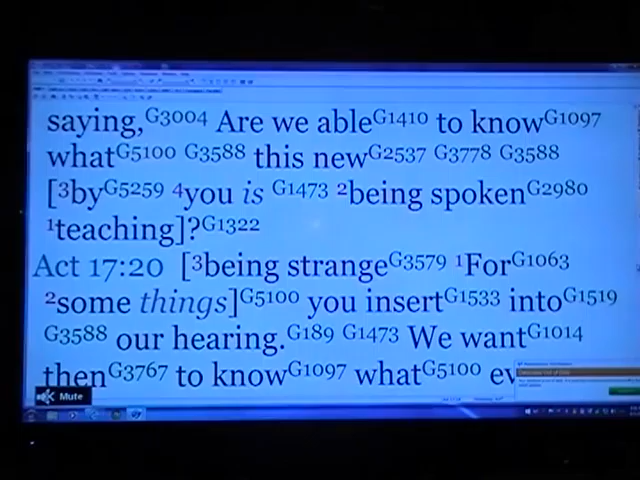 saying,G3004 Are we ableG1410 to knowG1097
whatG5100 G3588 this newG2537 G3778 G3588
[3byG5259 4you is G1473 2being spokenG2980
1teaching]?G1322
Act 17:20 [3being strangeG3579 1ForG1063
2some things]G5100 you insertG1533 intoG1519
G3588 our hearing.G189 G1473 We wantG1014
thenG3767 to knowG1097 whatG5100 ev
Mute